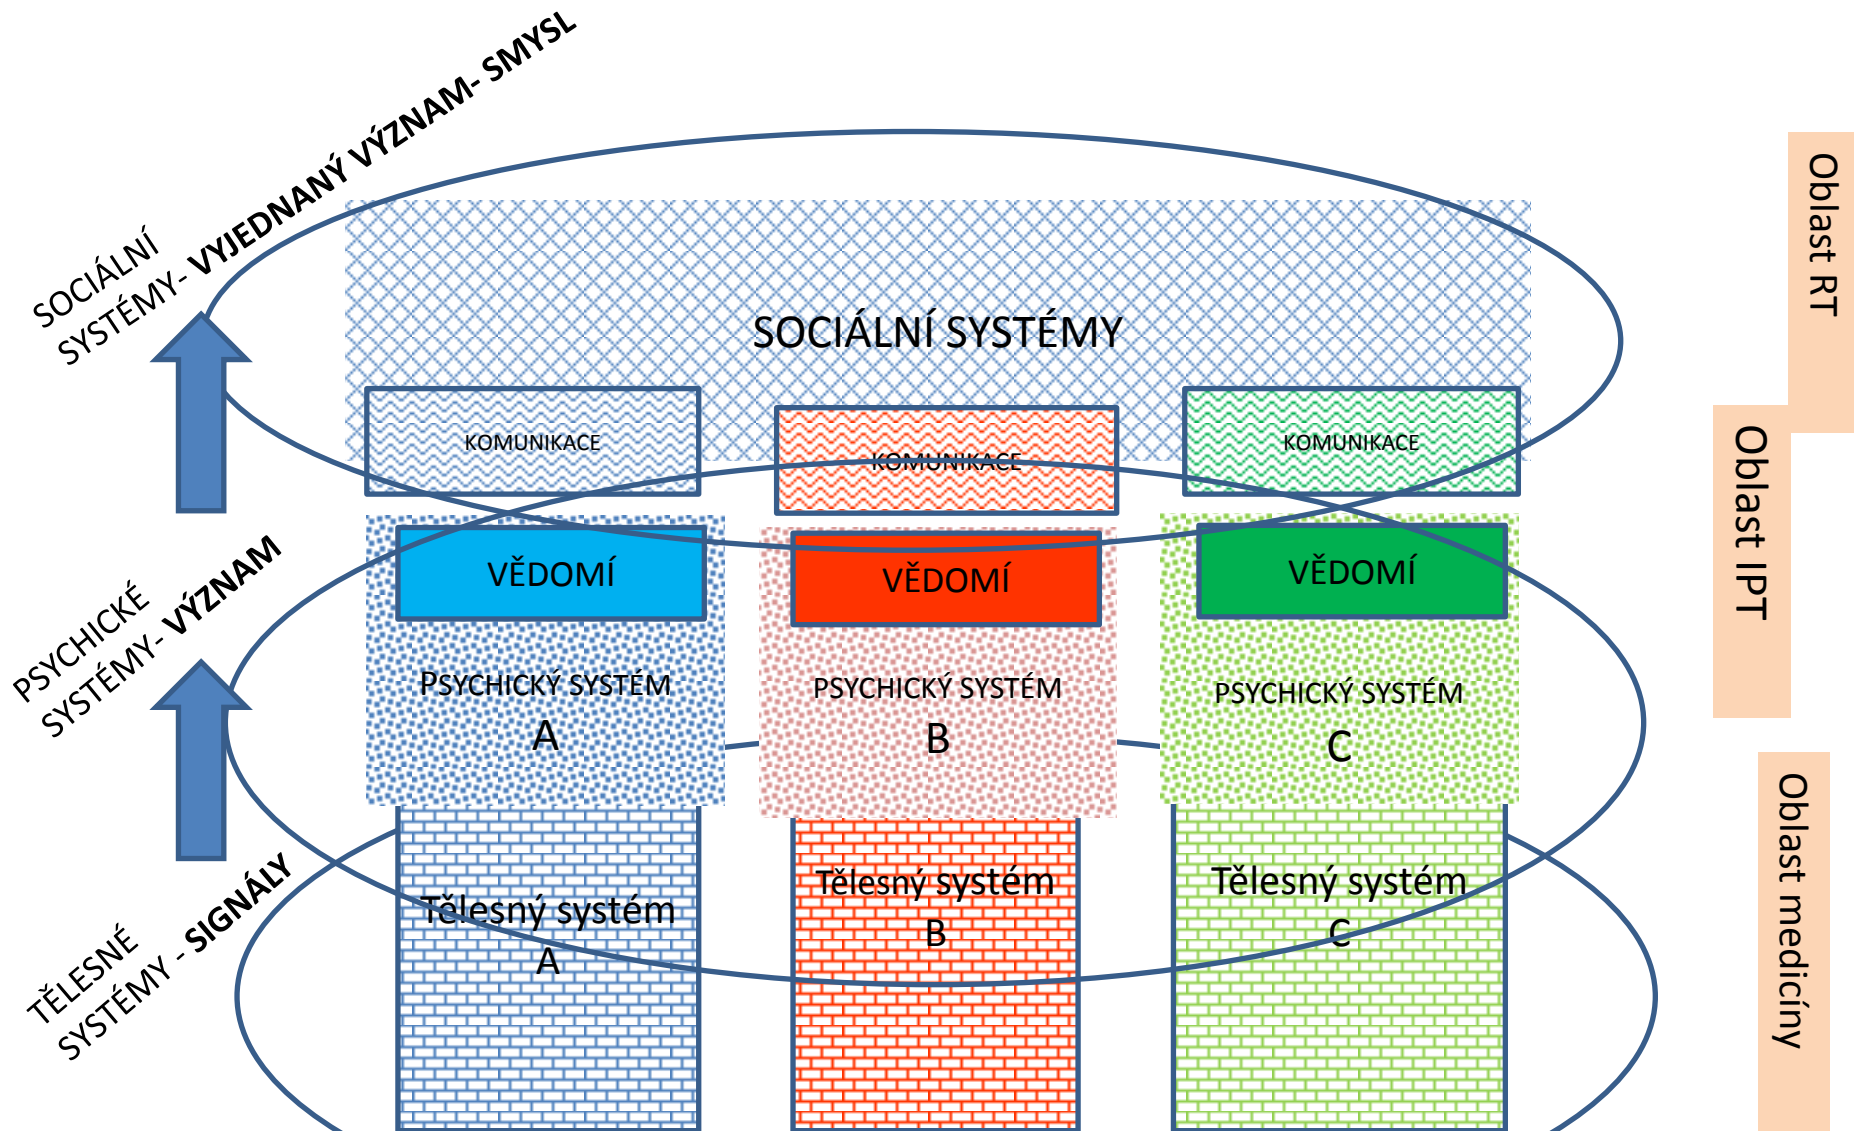 SOCIÁLNÍ
SYSTÉMY- VYJEDNANÝ VÝZNAM- SMYSL
SOCIÁLNÍ SYSTÉMY
KOMUNIKACE
KOMUNIKACE
KOMUNIKACE
Oblast RT
PSYCHICKÉ
SYSTÉMY- VÝZNAM
VĚDOMÍ
VĚDOMÍ
VĚDOMÍ
PSYCHICKÝ SYSTÉM
A
PSYCHICKÝ SYSTÉM
B
PSYCHICKÝ SYSTÉM
C
Oblast IPT
TĚLESNÉ
SYSTÉMY - SIGNÁLY
Tělesný systém
A
Tělesný systém
B
Tělesný systém
C
Oblast medicíny